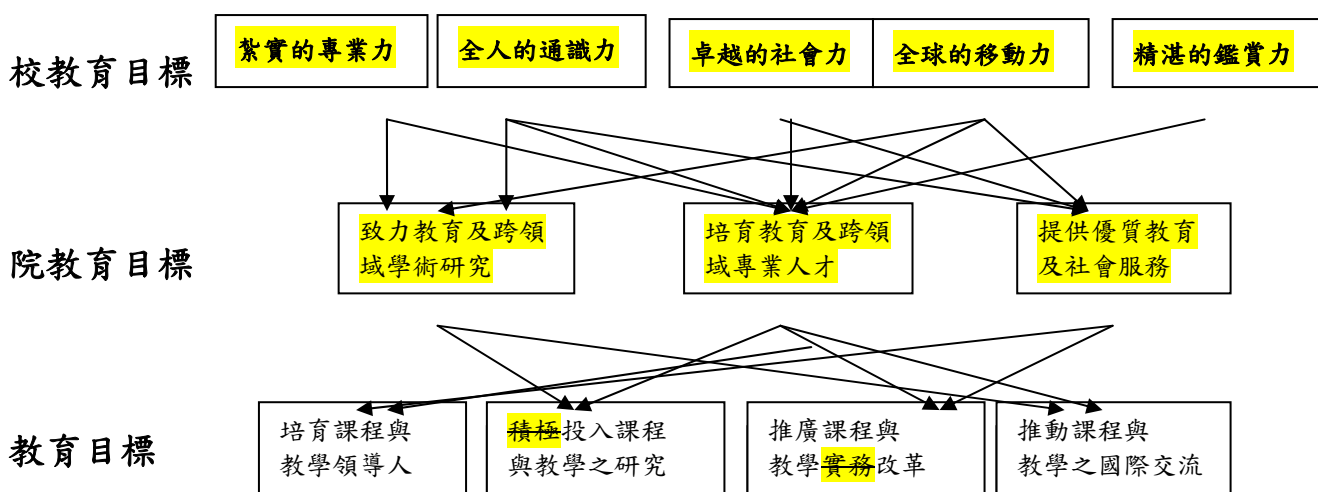 校教育目標
紮實的專業力
全人的通識力
卓越的社會力
全球的移動力
精湛的鑑賞力
院教育目標
致力教育及跨領
域學術研究
培育教育及跨領
域專業人才
提供優質教育
及社會服務
教育目標
培育課程與
教學領導人
積極投入課程
與教學之研究
推廣課程與
教學實務改革
推動課程與
教學之國際交流